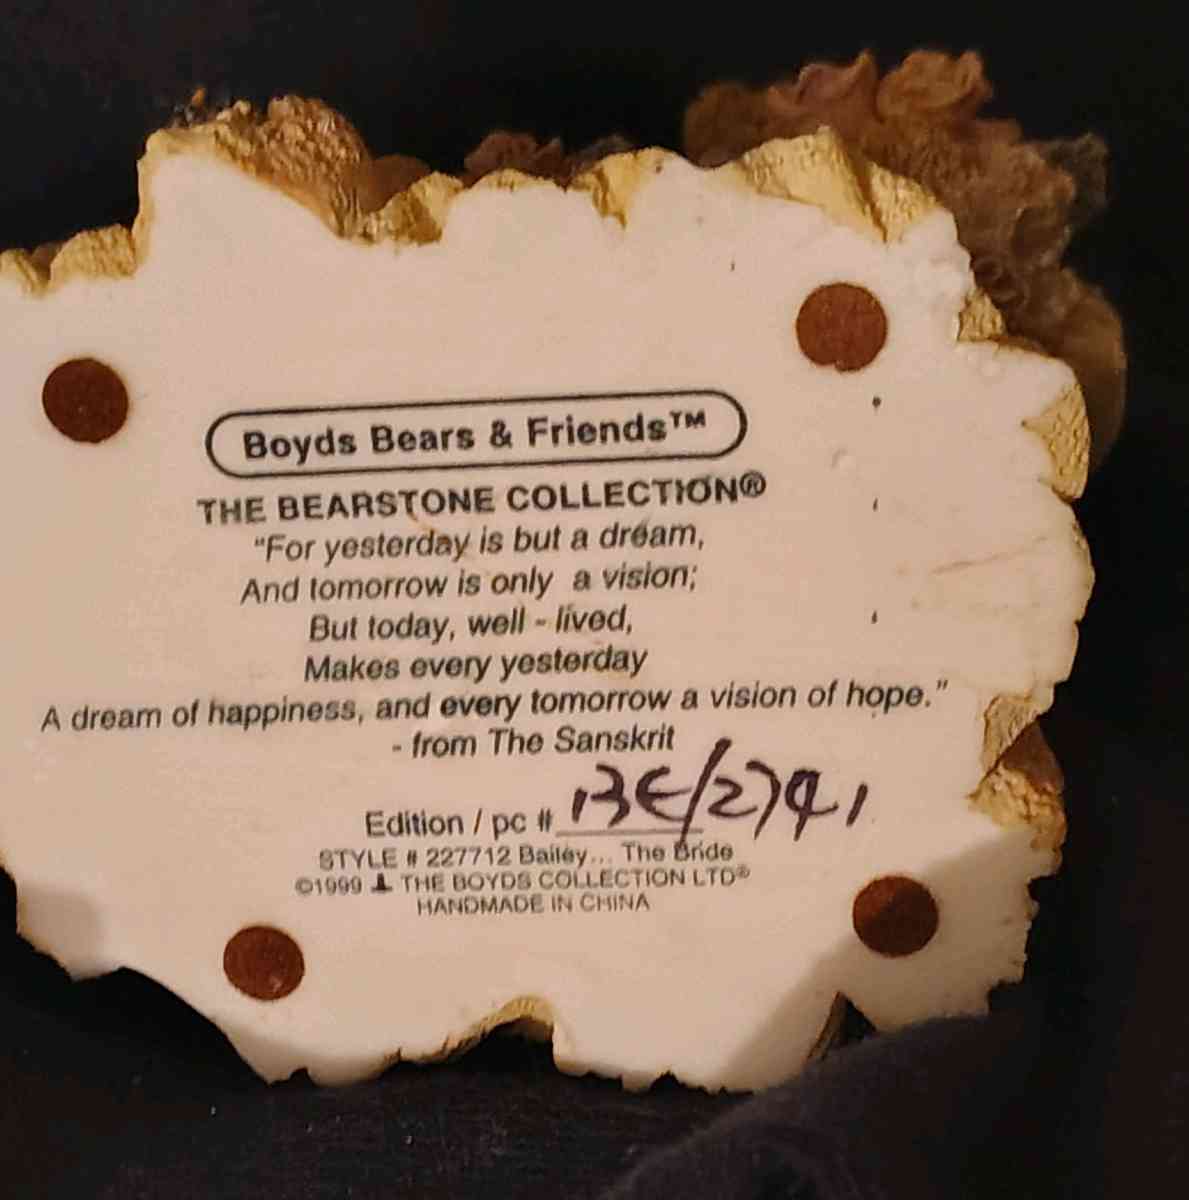 Boyds Bears & Friends™
THE BEARSTONE COLLECTION®
"For yesterday is but a dream,
And tomorrow is only a vision;
But today, well - lived,
Makes every yesterday
A dream of happiness, and every tomorrow a vision of hope."
- from The Sanskrit
Edition / pc # 13E/2741
STYLE # 227712 Bailey... The Bride
©1999 THE BOYDS COLLECTION LTD®
HANDMADE IN CHINA